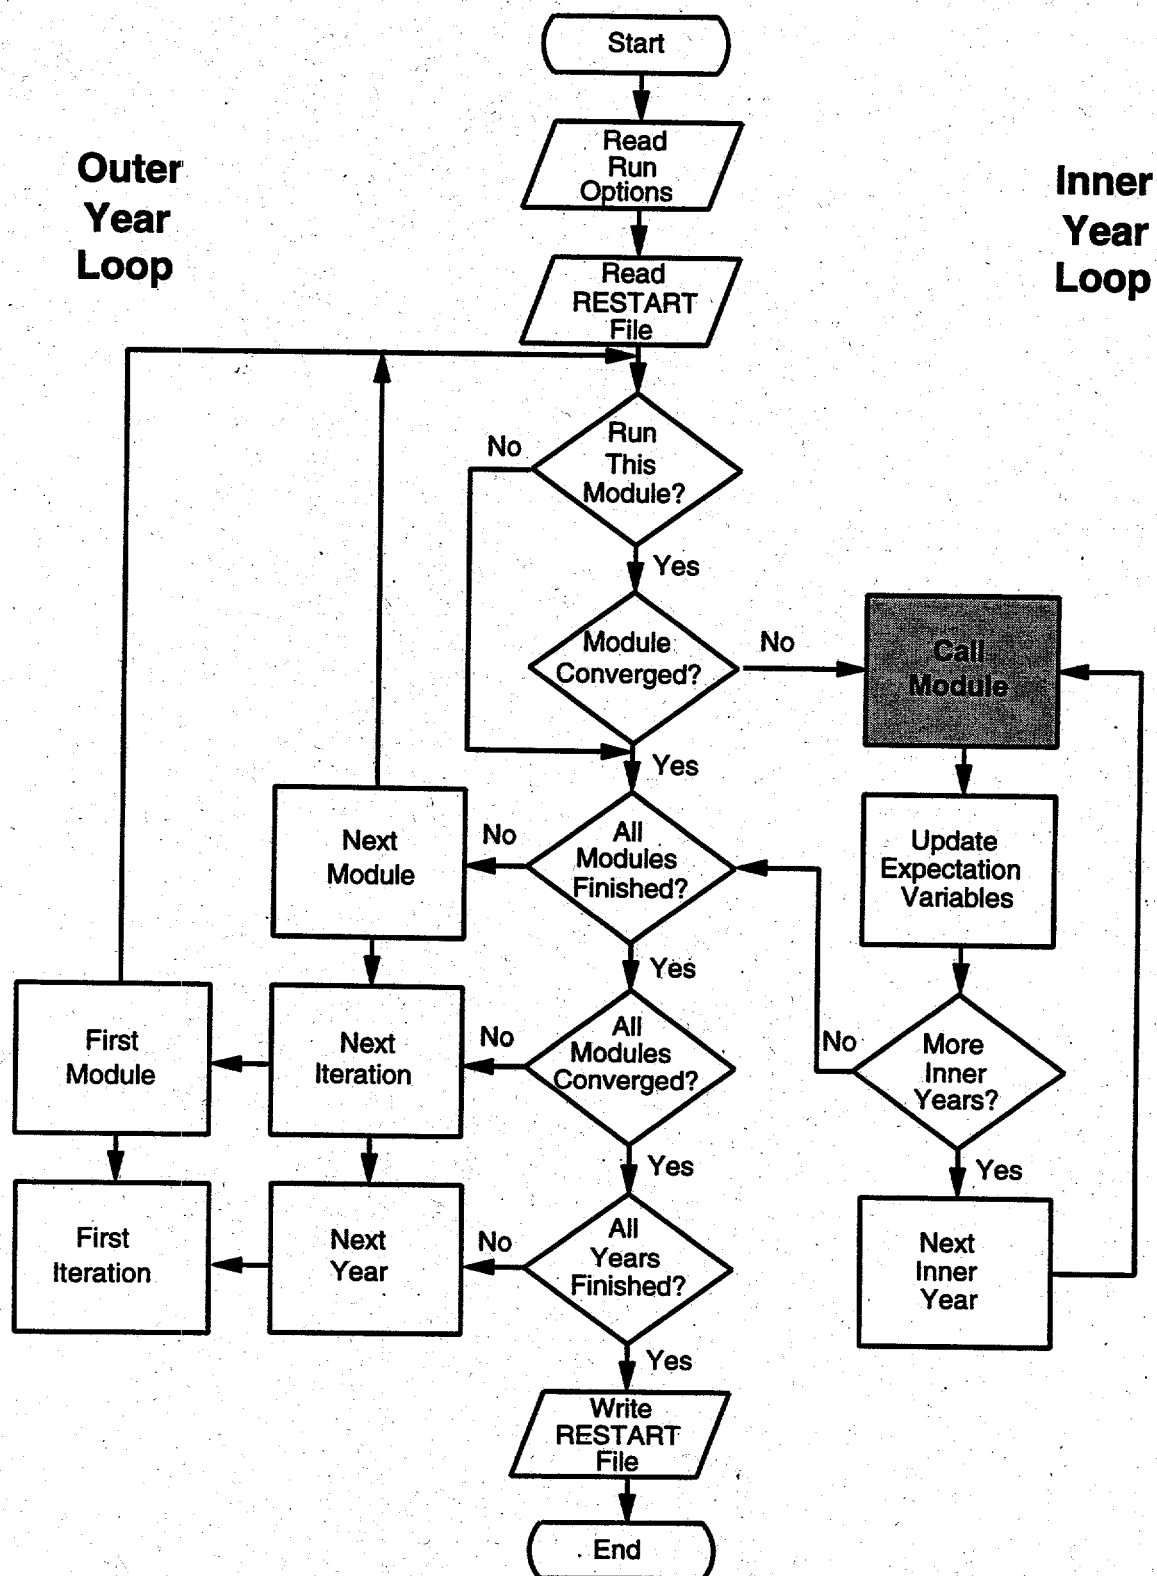 Start
Read
Run
Options
Outer
Year
Loop
Inner
Year
Loop
Read
RESTART
File
No
Run
This
Module?
Yes
Module
Converged?
No
Call
Module
Yes
Next
Module
No
All
Modules
Finished?
Update
Expectation
Variables
Yes
First
Module
Next
Iteration
No
All
Modules
Converged?
No
More
Inner
Years?
Yes
Yes
First
Iteration
Next
Year
No
All
Years
Finished?
Next
Inner
Year
Yes
Write
RESTART
File
End